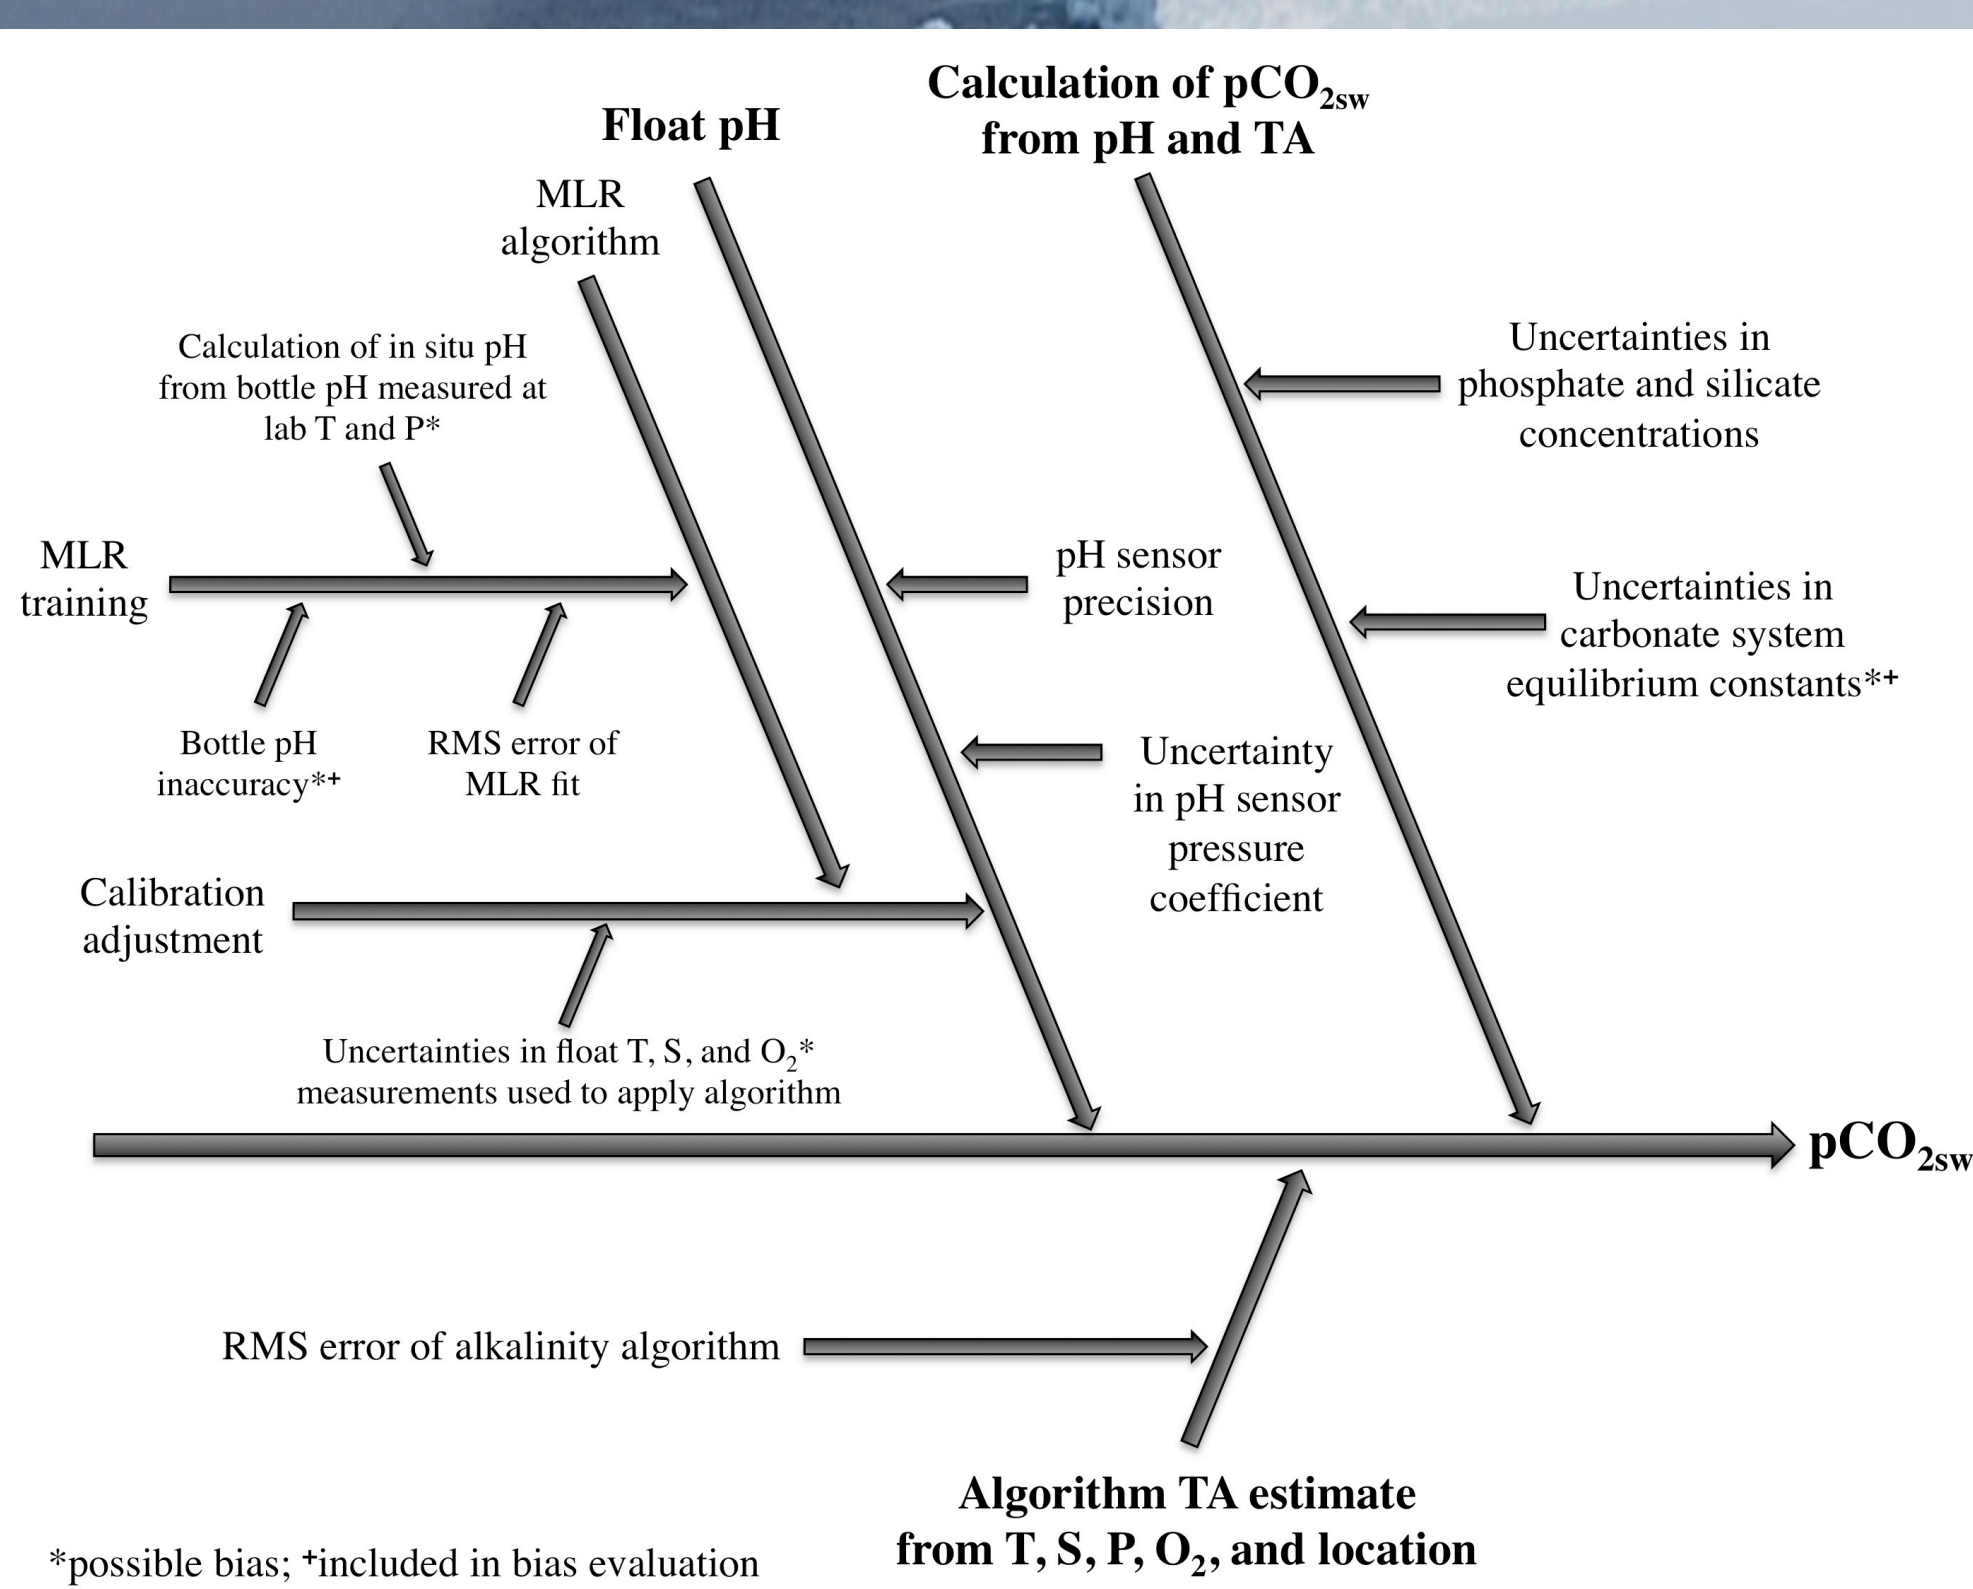 Calculation of pCO₂sw
from pH and TA
Float pH
MLR
algorithm
Calculation of in situ pH
from bottle pH measured at
lab T and P*
Uncertainties in
phosphate and silicate
concentrations
MLR
training
pH sensor
precision
Uncertainties in
carbonate system
equilibrium constants*⁺
Bottle pH
inaccuracy*⁺
RMS error of
MLR fit
Uncertainty
in pH sensor
pressure
coefficient
Calibration
adjustment
Uncertainties in float T, S, and O₂*
measurements used to apply algorithm
pCO₂sw
RMS error of alkalinity algorithm
Algorithm TA estimate
from T, S, P, O₂, and location
*possible bias; ⁺included in bias evaluation